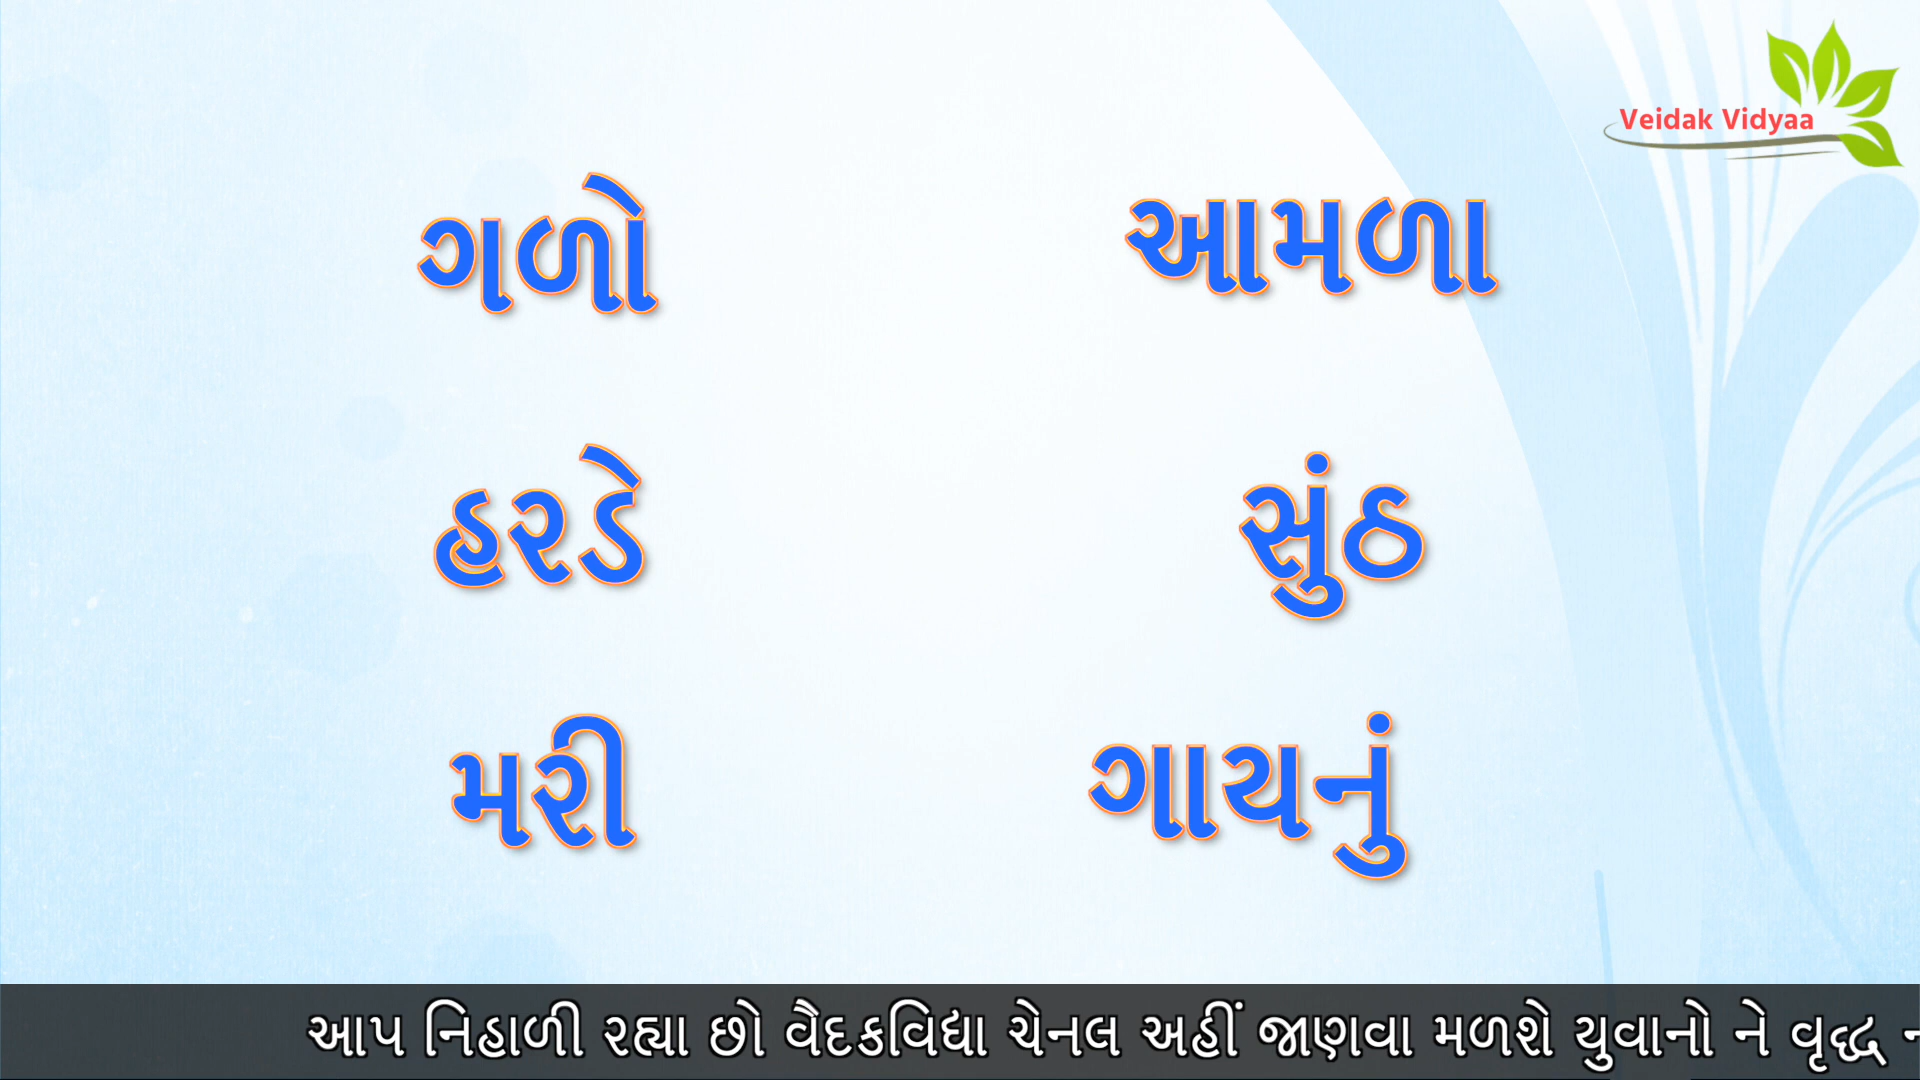 Veidak Vidyaa
ગળો
આમળા
હરડે
સુંઠ
મરી
ગાયનું
આપ નિહાળી રહ્યા છો વૈદકવિદ્યા ચેનલ અહીં જાણવા મળશે યુવાનો ને વૃદ્ધ